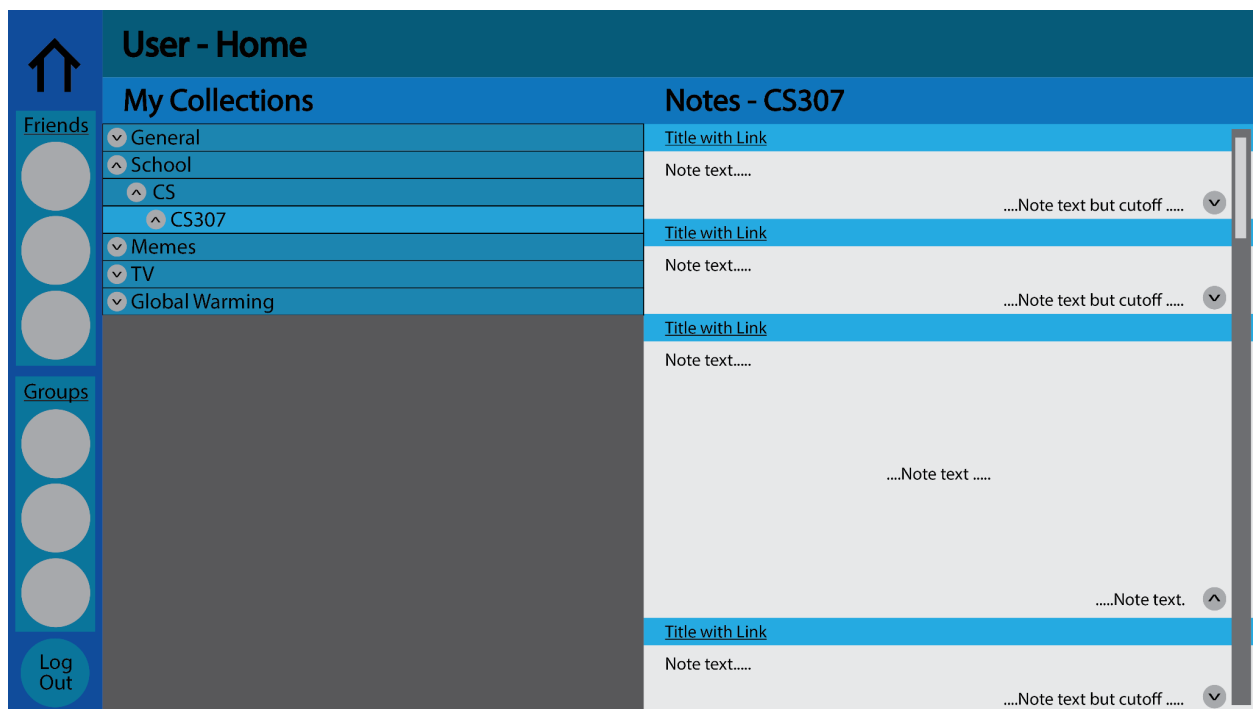 User - Home
My Collections
Notes - CS307
Friends
Groups
Log
Out
General
School
CS
CS307
Memes
TV
Global Warming
Title with Link
Note text.....
....Note text but cutoff .....
Title with Link
Note text.....
....Note text but cutoff .....
Title with Link
Note text.....
....Note text .....
.....Note text.
Title with Link
Note text.....
....Note text but cutoff .....